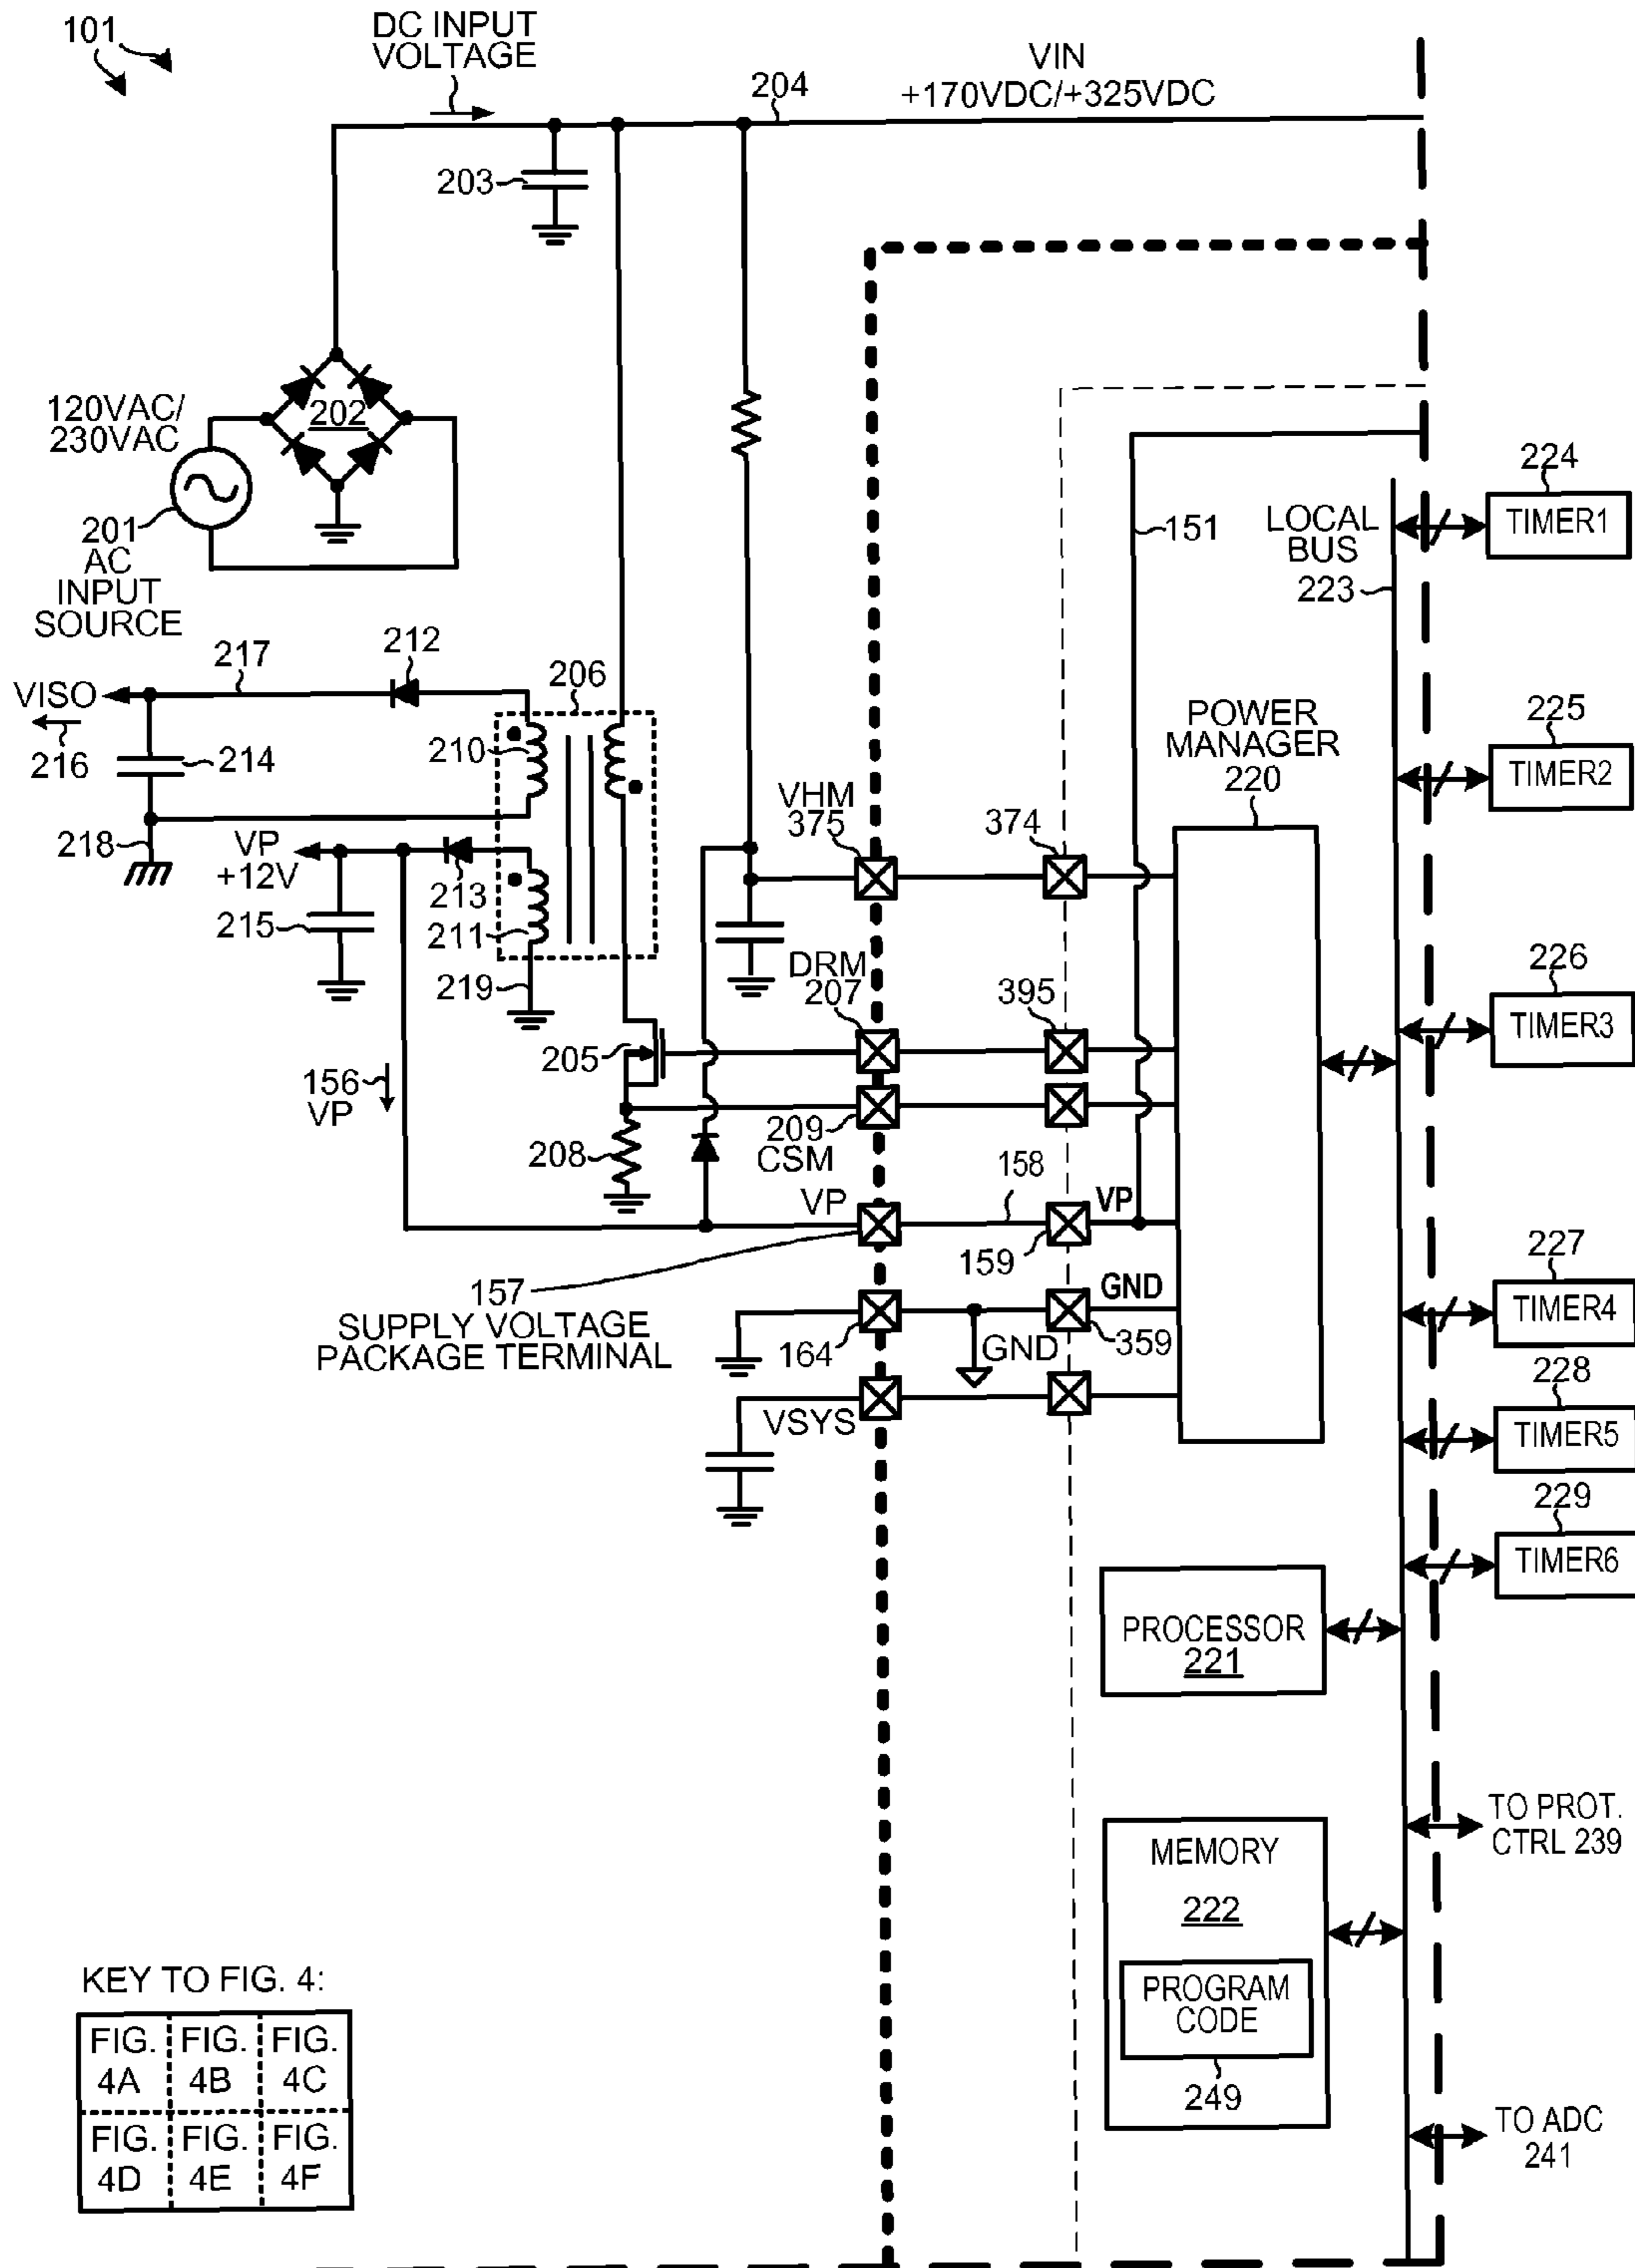 101
DC INPUT
VOLTAGE
204
VIN
+170VDC/+325VDC
203
120VAC/
230VAC
202
201
AC
INPUT
SOURCE
151
LOCAL
BUS
223
224
TIMER1
217
212
206
VISO
216
214
210
218
VP
+12V
213
215
211
219
POWER
MANAGER
220
225
TIMER2
VHM
375
374
DRM
207
395
226
TIMER3
205
156
VP
208
209
CSM
VP
158
VP
159
157
SUPPLY VOLTAGE
PACKAGE TERMINAL
GND
164
GND
359
VSYS
227
TIMER4
228
TIMER5
229
TIMER6
PROCESSOR
221
TO PROT.
CTRL 239
MEMORY
222
PROGRAM
CODE
249
TO ADC
241
KEY TO FIG. 4:
FIG.
4A
FIG.
4B
FIG.
4C
FIG.
4D
FIG.
4E
FIG.
4F